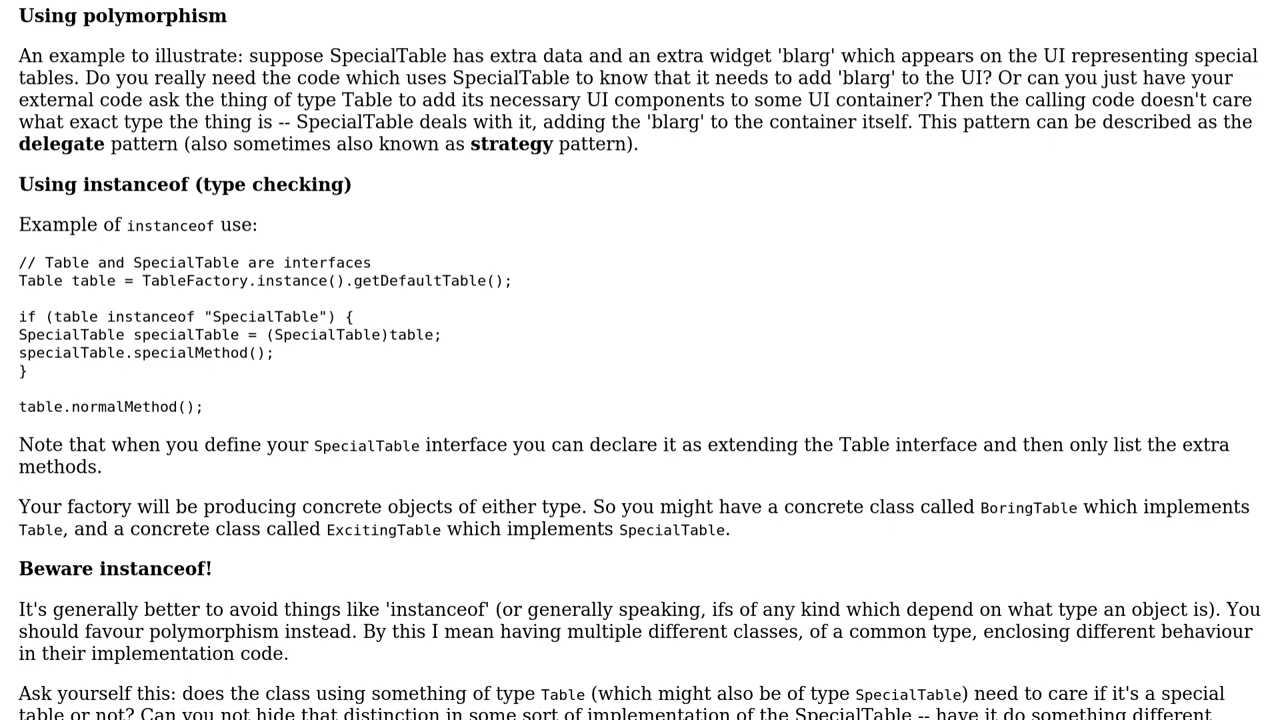 Using polymorphism
An example to illustrate: suppose SpecialTable has extra data and an extra widget 'blarg' which appears on the UI representing special
tables. Do you really need the code which uses SpecialTable to know that it needs to add 'blarg' to the UI? Or can you just have your
external code ask the thing of type Table to add its necessary UI components to some UI container? Then the calling code doesn't care
what exact type the thing is -- SpecialTable deals with it, adding the 'blarg' to the container itself. This pattern can be described as the
delegate pattern (also sometimes also known as strategy pattern).
Using instanceof (type checking)
Example of instanceof use:
// Table and SpecialTable are interfaces
Table table = TableFactory.instance().getDefaultTable();
if (table instanceof "SpecialTable") {
SpecialTable specialTable = (SpecialTable)table;
specialTable.specialMethod();
}
table.normalMethod();
Note that when you define your SpecialTable interface you can declare it as extending the Table interface and then only list the extra
methods.
Your factory will be producing concrete objects of either type. So you might have a concrete class called BoringTable which implements
Table, and a concrete class called ExcitingTable which implements SpecialTable.
Beware instanceof!
It's generally better to avoid things like 'instanceof' (or generally speaking, ifs of any kind which depend on what type an object is). You
should favour polymorphism instead. By this I mean having multiple different classes, of a common type, enclosing different behaviour
in their implementation code.
Ask yourself this: does the class using something of type Table (which might also be of type SpecialTable) need to care if it's a special
table or not? Can you not hide that distinction in some sort of implementation of the SpecialTable -- have it do something different